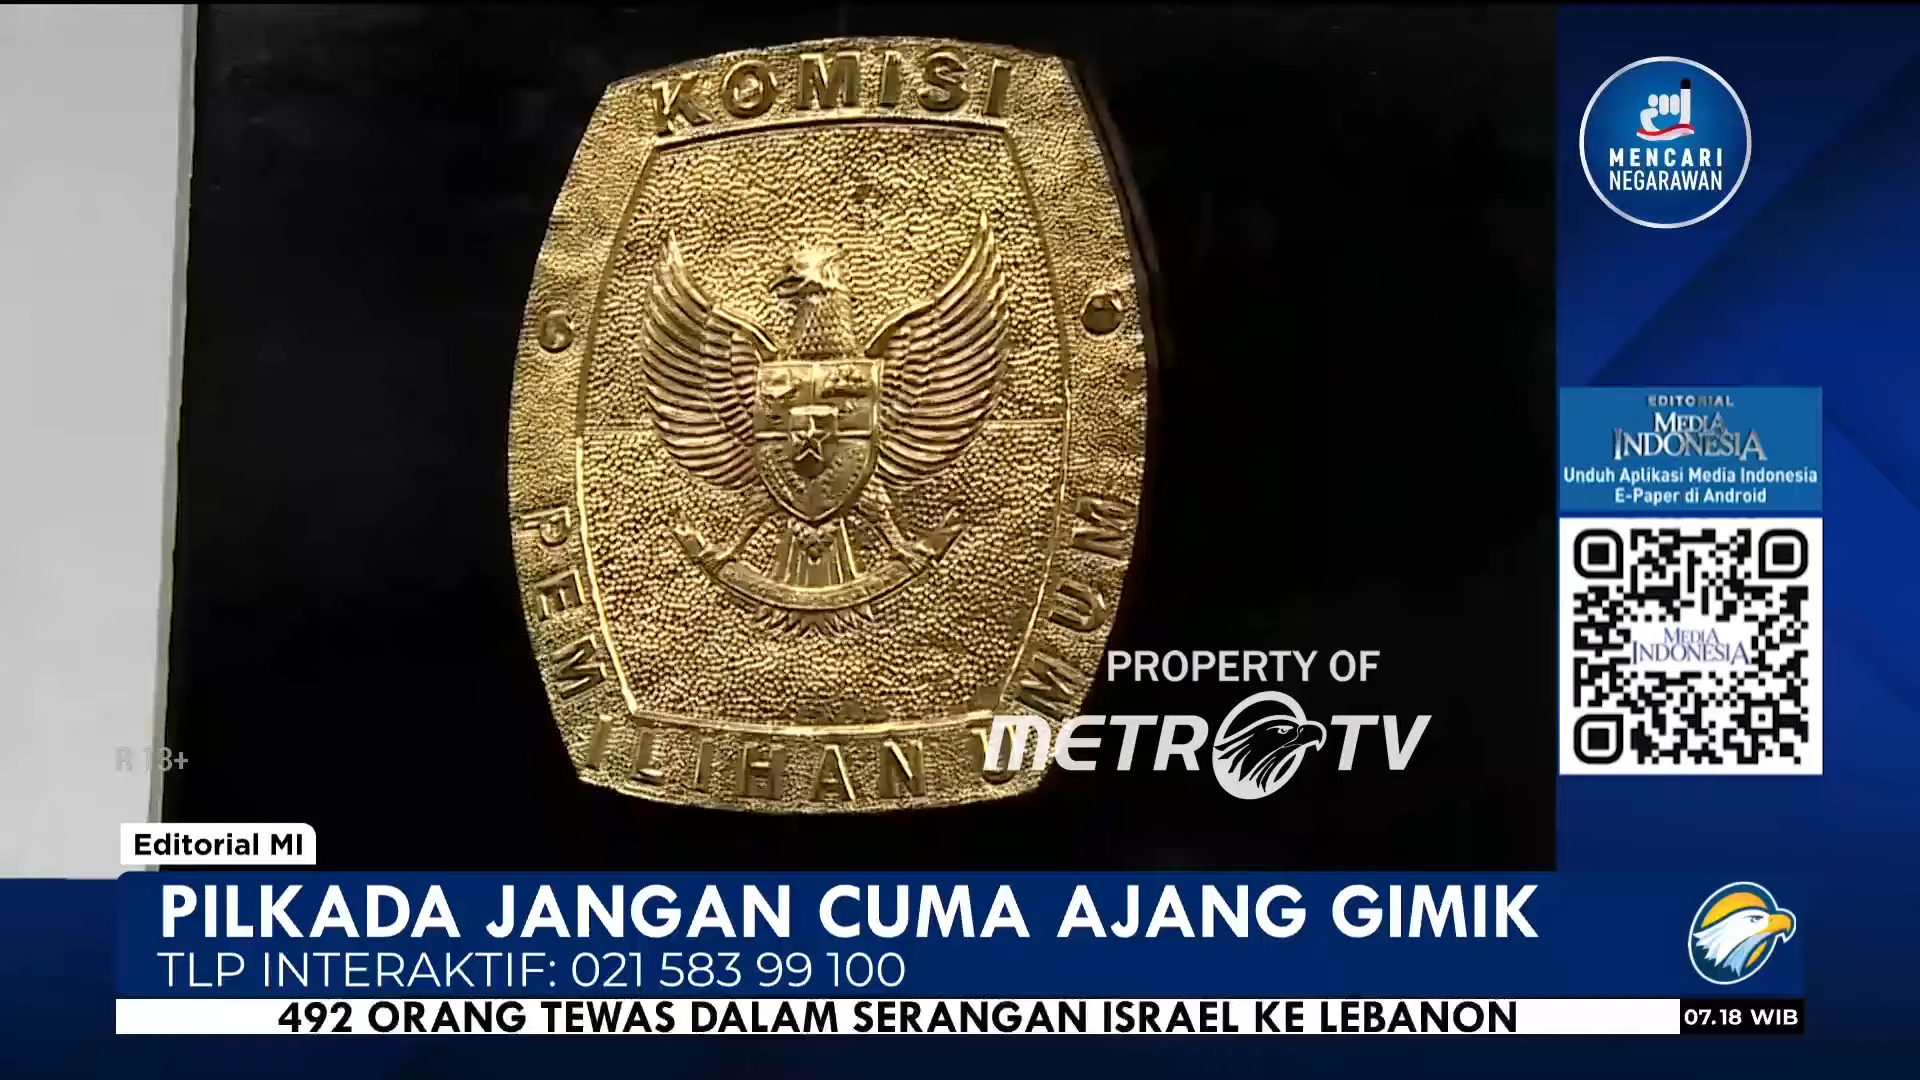 KOMISI
PEMILIHAN UMUM
MENCARI
NEGARAWAN
EDITORIAL
MEDIA
INDONESIA
Unduh Aplikasi Media Indonesia
E-Paper di Android
MEDIA
INDONESIA
PROPERTY OF
METRO TV
R 13+
Editorial MI
PILKADA JANGAN CUMA AJANG GIMIK
TLP INTERAKTIF: 021 583 99 100
492 ORANG TEWAS DALAM SERANGAN ISRAEL KE LEBANON
07.18 WIB